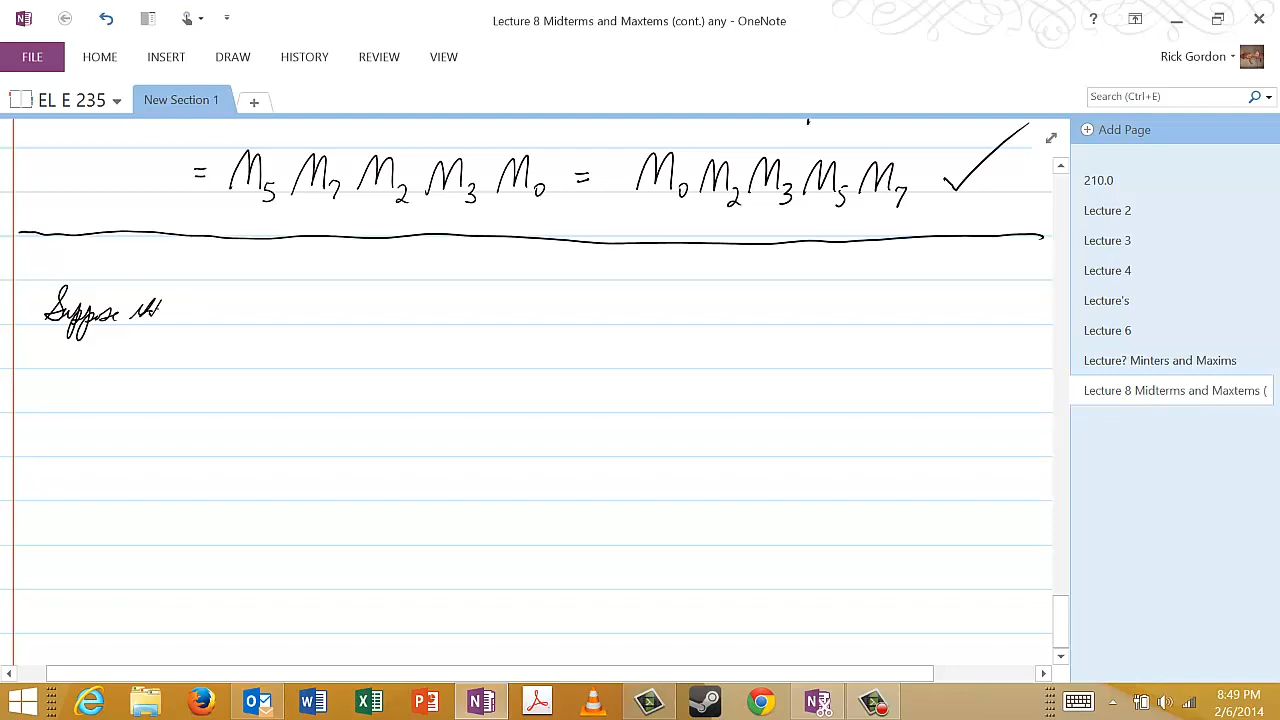 Lecture 8 Midterms and Maxtems (cont.) any - OneNote
?
FILE HOME INSERT DRAW HISTORY REVIEW VIEW
Rick Gordon
EL E 235
New Section 1
Search (Ctrl+E)
Add Page
= M5 M7 M2 M3 M0 = M0 M2 M3 M5 M7 ✓
Suppose
210.0
Lecture 2
Lecture 3
Lecture 4
Lecture's
Lecture 6
Lecture? Minters and Maxims
Lecture 8 Midterms and Maxtems (
8:49 PM
2/6/2014